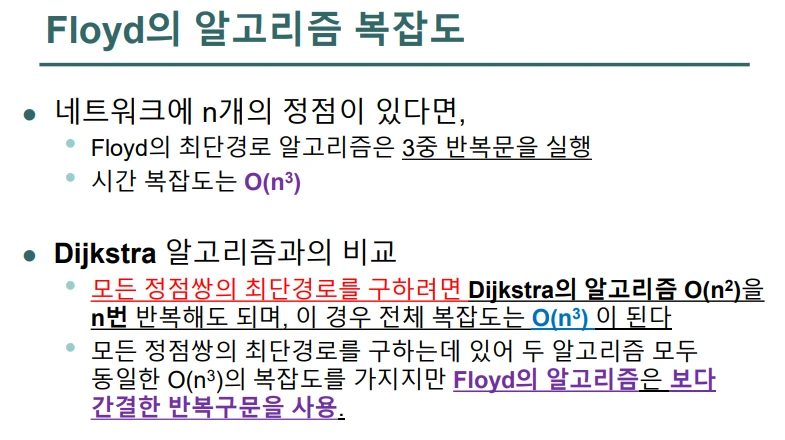 Floyd의 알고리즘 복잡도
● 네트워크에 n개의 정점이 있다면,
● Floyd의 최단경로 알고리즘은 3중 반복문을 실행
● 시간 복잡도는 O(n³)
● Dijkstra 알고리즘과의 비교
● 모든 정점쌍의 최단경로를 구하려면 Dijkstra의 알고리즘 O(n²)을
n번 반복해도 되며, 이 경우 전체 복잡도는 O(n³) 이 된다
● 모든 정점쌍의 최단경로를 구하는데 있어 두 알고리즘 모두
동일한 O(n³)의 복잡도를 가지지만 Floyd의 알고리즘은 보다
간결한 반복구문을 사용.